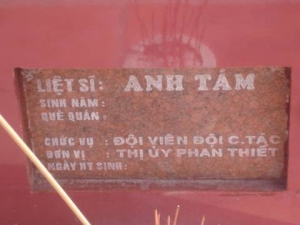 LIỆT SĨ: ANH TÁM
SINH NĂM:
QUÊ QUÁN:
CHỨC VỤ : ĐỘI VIÊN ĐỘI C.TÁC
ĐƠN VỊ : THỊ ỦY PHAN THIẾT
NGÀY HY SINH: